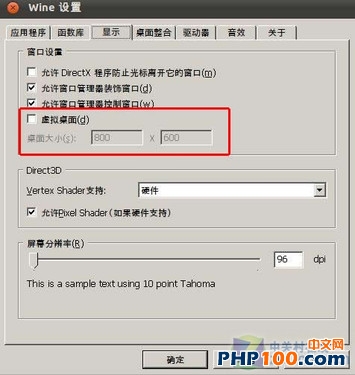 Wine 设置
应用程序 函数库 显示 桌面整合 驱动器 音效 关于
窗口设置
允许 DirectX 程序防止光标离开它的窗口(m)
允许窗口管理器装饰窗口(d)
允许窗口管理器控制窗口(w)
虚拟桌面(d)
桌面大小(s): 800 X 600
Direct3D
Vertex Shader支持: 硬件
允许Pixel Shader (如果硬件支持)
屏幕分辨率(R)
96 dpi
This is a sample text using 10 point Tahoma
确定
中文网
PHP100.com